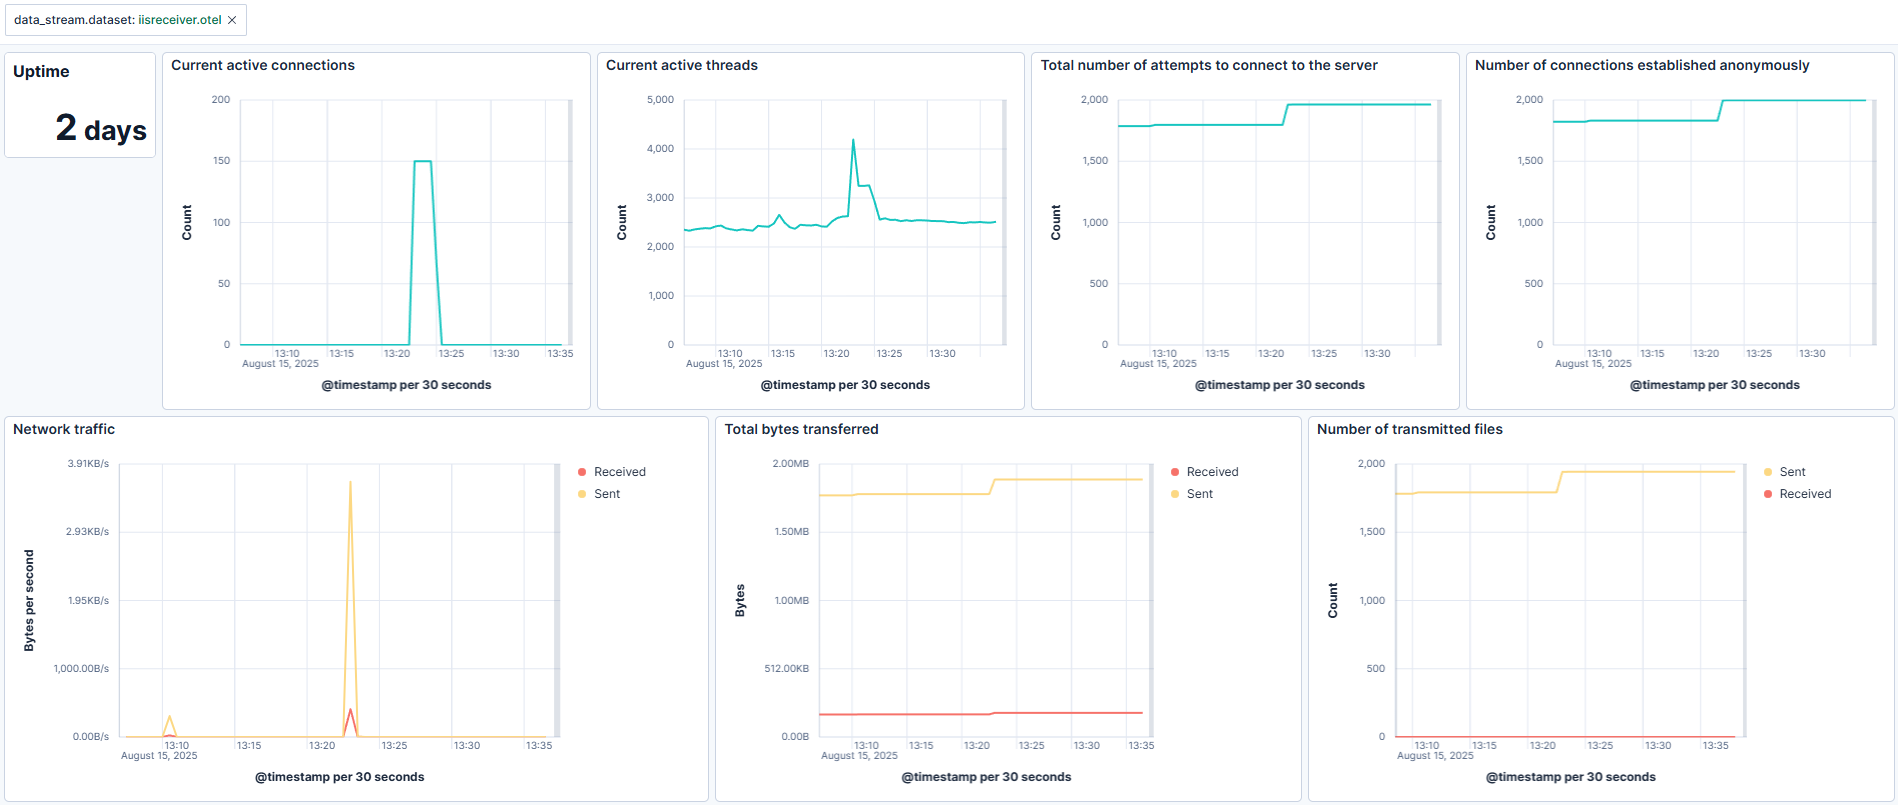 data_stream.dataset: iisreceiver.otel ×
Uptime
2 days
Current active connections
200
150
100
50
0
Count
13:10 13:15 13:20 13:25 13:30 13:35
August 15, 2025
@timestamp per 30 seconds
Current active threads
5,000
4,000
3,000
2,000
1,000
0
Count
13:10 13:15 13:20 13:25 13:30
August 15, 2025
@timestamp per 30 seconds
Total number of attempts to connect to the server
2,000
1,500
1,000
500
0
Count
13:10 13:15 13:20 13:25 13:30
August 15, 2025
@timestamp per 30 seconds
Number of connections established anonymously
2,000
1,500
1,000
500
0
Count
13:10 13:15 13:20 13:25 13:30
August 15, 2025
@timestamp per 30 seconds
Network traffic
3.91KB/s
2.93KB/s
1.95KB/s
1,000.00B/s
0.00B/s
Bytes per second
13:10 13:15 13:20 13:25 13:30 13:35
August 15, 2025
@timestamp per 30 seconds
Received
Sent
Total bytes transferred
2.00MB
1.50MB
1.00MB
512.00KB
0.00B
Bytes
13:10 13:15 13:20 13:25 13:30 13:35
August 15, 2025
@timestamp per 30 seconds
Received
Sent
Number of transmitted files
2,000
1,500
1,000
500
0
Count
13:10 13:15 13:20 13:25 13:30 13:35
August 15, 2025
@timestamp per 30 seconds
Sent
Received